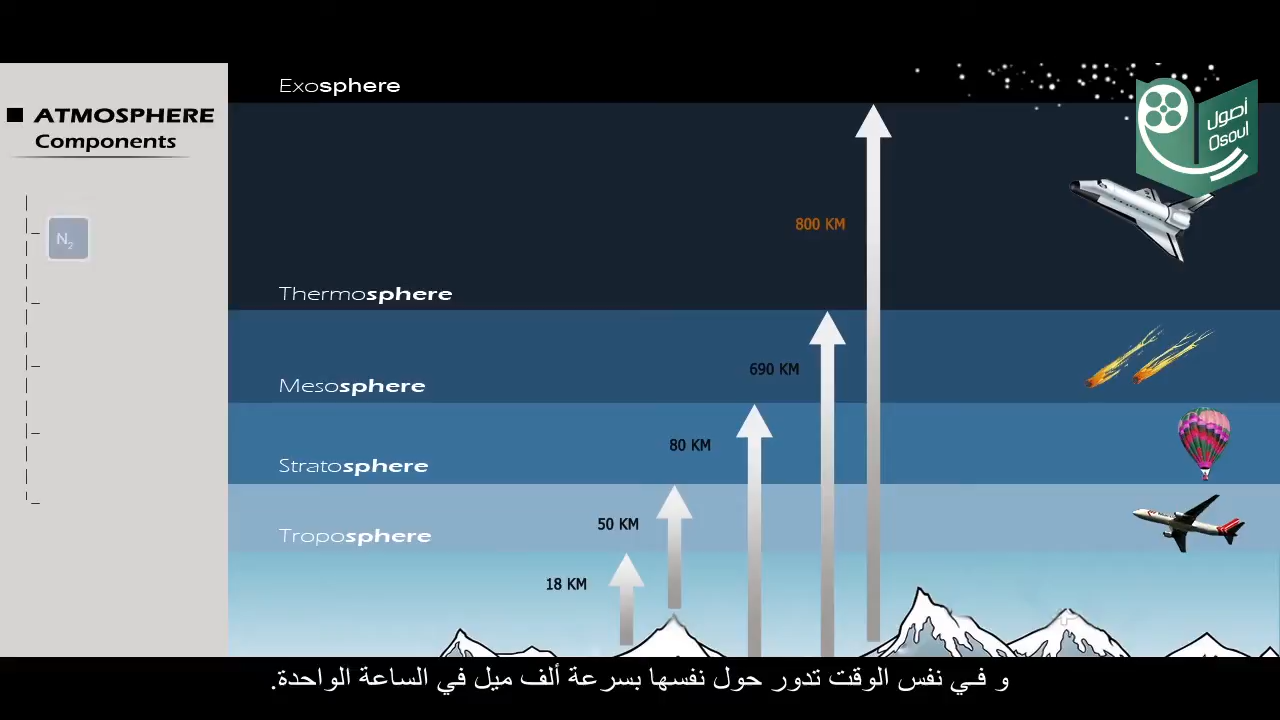 Exosphere
ATMOSPHERE
Components
أصول
Osoul
800 KM
N2
Thermosphere
690 KM
Mesosphere
80 KM
Stratosphere
50 KM
Troposphere
18 KM
و في نفس الوقت تدور حول نفسها بسرعة ألف ميل في الساعة الواحدة.